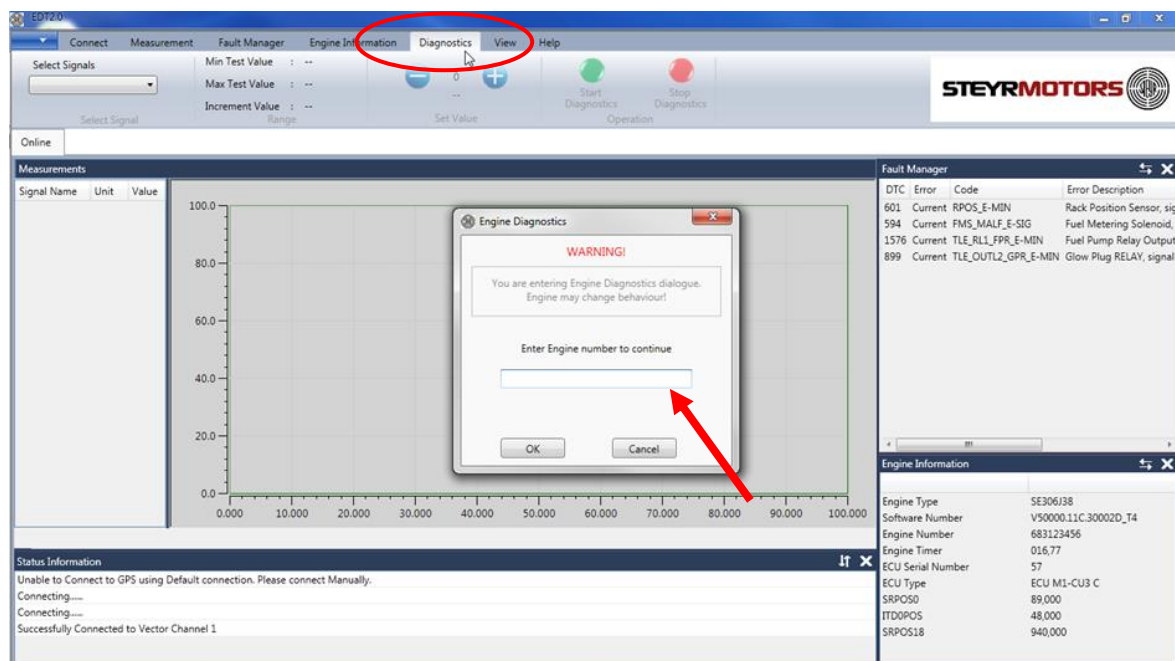 EDT2.0
Connect Measurement Fault Manager Engine Information Diagnostics View Help
Select Signals
Select Signal
Min Test Value : --
Max Test Value : --
Increment Value : --
Range
0
--
Set Value
Start Diagnostics
Stop Diagnostics
Operation
STEYRMOTORS
Online
Measurements
Signal Name Unit Value
100.0
80.0
60.0
40.0
20.0
0.0
0.000 10.000 20.000 30.000 40.000 50.000 60.000 70.000 80.000 90.000 100.000
Engine Diagnostics
WARNING!
You are entering Engine Diagnostics dialogue.
Engine may change behaviour!
Enter Engine number to continue
OK Cancel
Fault Manager
DTC Error Code Error Description
601 Current RPOS_E-MIN Rack Position Sensor, sig
594 Current FMS_MALF_E-SIG Fuel Metering Solenoid,
1576 Current TLE_RL1_FPR_E-MIN Fuel Pump Relay Output
899 Current TLE_OUTL2_GPR_E-MIN Glow Plug RELAY, signal
Engine Information
Engine Type SE306J38
Software Number V50000.11C.30002D_T4
Engine Number 683123456
Engine Timer 016,77
ECU Serial Number 57
ECU Type ECU M1-CU3 C
SRPOS0 89,000
ITD0POS 48,000
SRPOS18 940,000
Status Information
Unable to Connect to GPS using Default connection. Please connect Manually.
Connecting.....
Connecting.....
Successfully Connected to Vector Channel 1